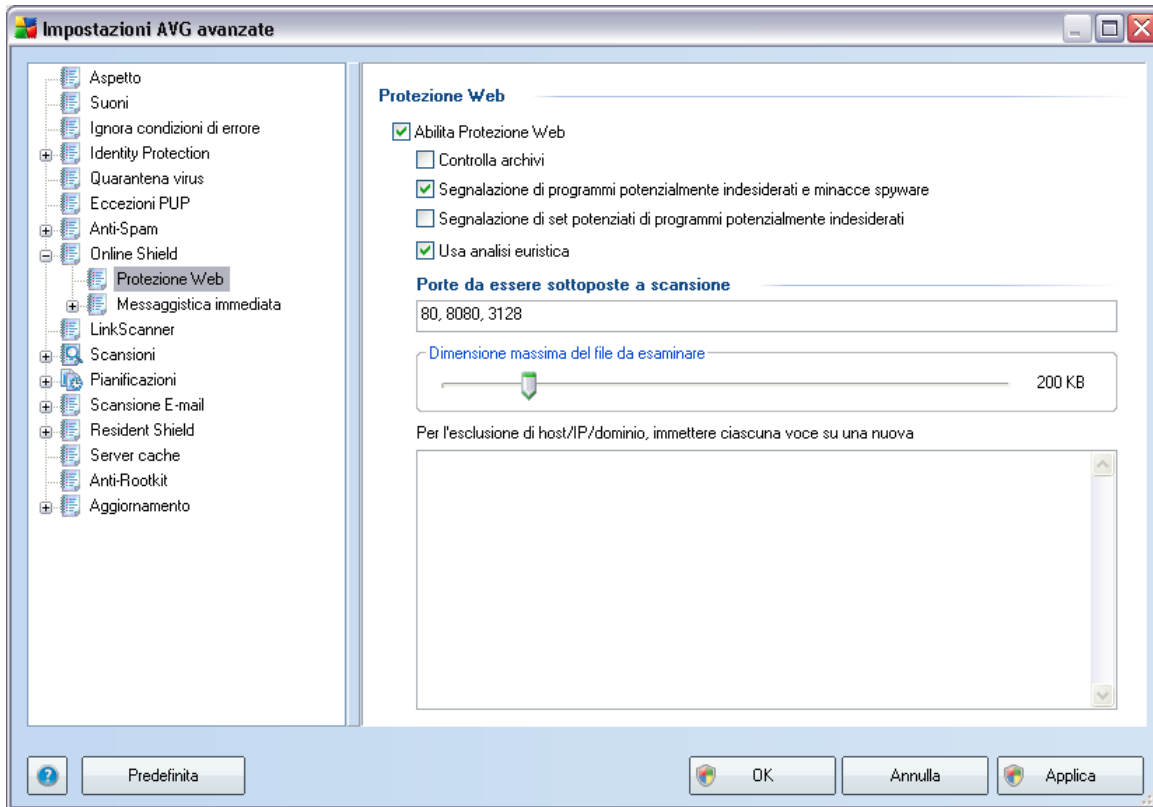 Impostazioni AVG avanzate
Aspetto
Suoni
Ignora condizioni di errore
Identity Protection
Quarantena virus
Eccezioni PUP
Anti-Spam
Online Shield
Protezione Web
Messaggistica immediata
LinkScanner
Scansioni
Pianificazioni
Scansione E-mail
Resident Shield
Server cache
Anti-Rootkit
Aggiornamento
Protezione Web
Abilita Protezione Web
Controlla archivi
Segnalazione di programmi potenzialmente indesiderati e minacce spyware
Segnalazione di set potenziati di programmi potenzialmente indesiderati
Usa analisi euristica
Porte da essere sottoposte a scansione
80, 8080, 3128
Dimensione massima del file da esaminare
200 KB
Per l'esclusione di host/IP/dominio, immettere ciascuna voce su una nuova
Predefinita
OK
Annulla
Applica